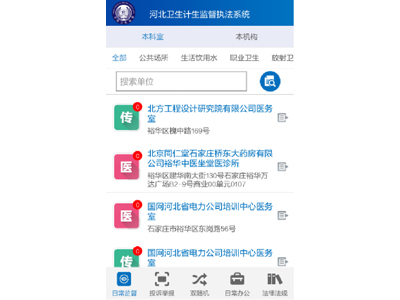 河北卫生计生监督执法系统
本科室 本机构
全部 公共场所 生活饮用水 职业卫生 放射卫
搜索单位
传 0 北方工程设计研究院有限公司医务
室
裕华区槐中路169号
医 0 北京同仁堂石家庄桥东大药房有限
公司裕华中医坐堂医诊所
裕华区建华南大街130号石家庄裕华万
达广场B2-9号商业00单元0107
医 0 国网河北省电力公司培训中心医务
室
石家庄市裕华区东岗路56号
传 0 国网河北省电力公司培训中心医务
室
日常监督 投诉举报 双随机 日常办公 法律法规